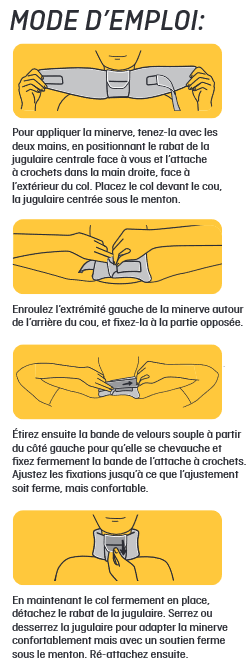 MODE D'EMPLOI:
Pour appliquer la minerve, tenez-la avec les
deux mains, en positionnant le rabat de la
jugulaire centrale face à vous et l'attache
à crochets dans la main droite, face à
l'extérieur du col. Placez le col devant le cou,
la jugulaire centrée sous le menton.
Enroulez l'extrémité gauche de la minerve autour
de l'arrière du cou, et fixez-la à la partie opposée.
Étirez ensuite la bande de velours souple à partir
du côté gauche pour qu'elle se chevauche et
fixez fermement la bande de l'attache à crochets.
Ajustez les fixations jusqu'à ce que l'ajustement
soit ferme, mais confortable.
En maintenant le col fermement en place,
détachez le rabat de la jugulaire. Serrez ou
desserrez la jugulaire pour adapter la minerve
confortablement mais avec un soutien ferme
sous le menton. Ré-attachez ensuite.